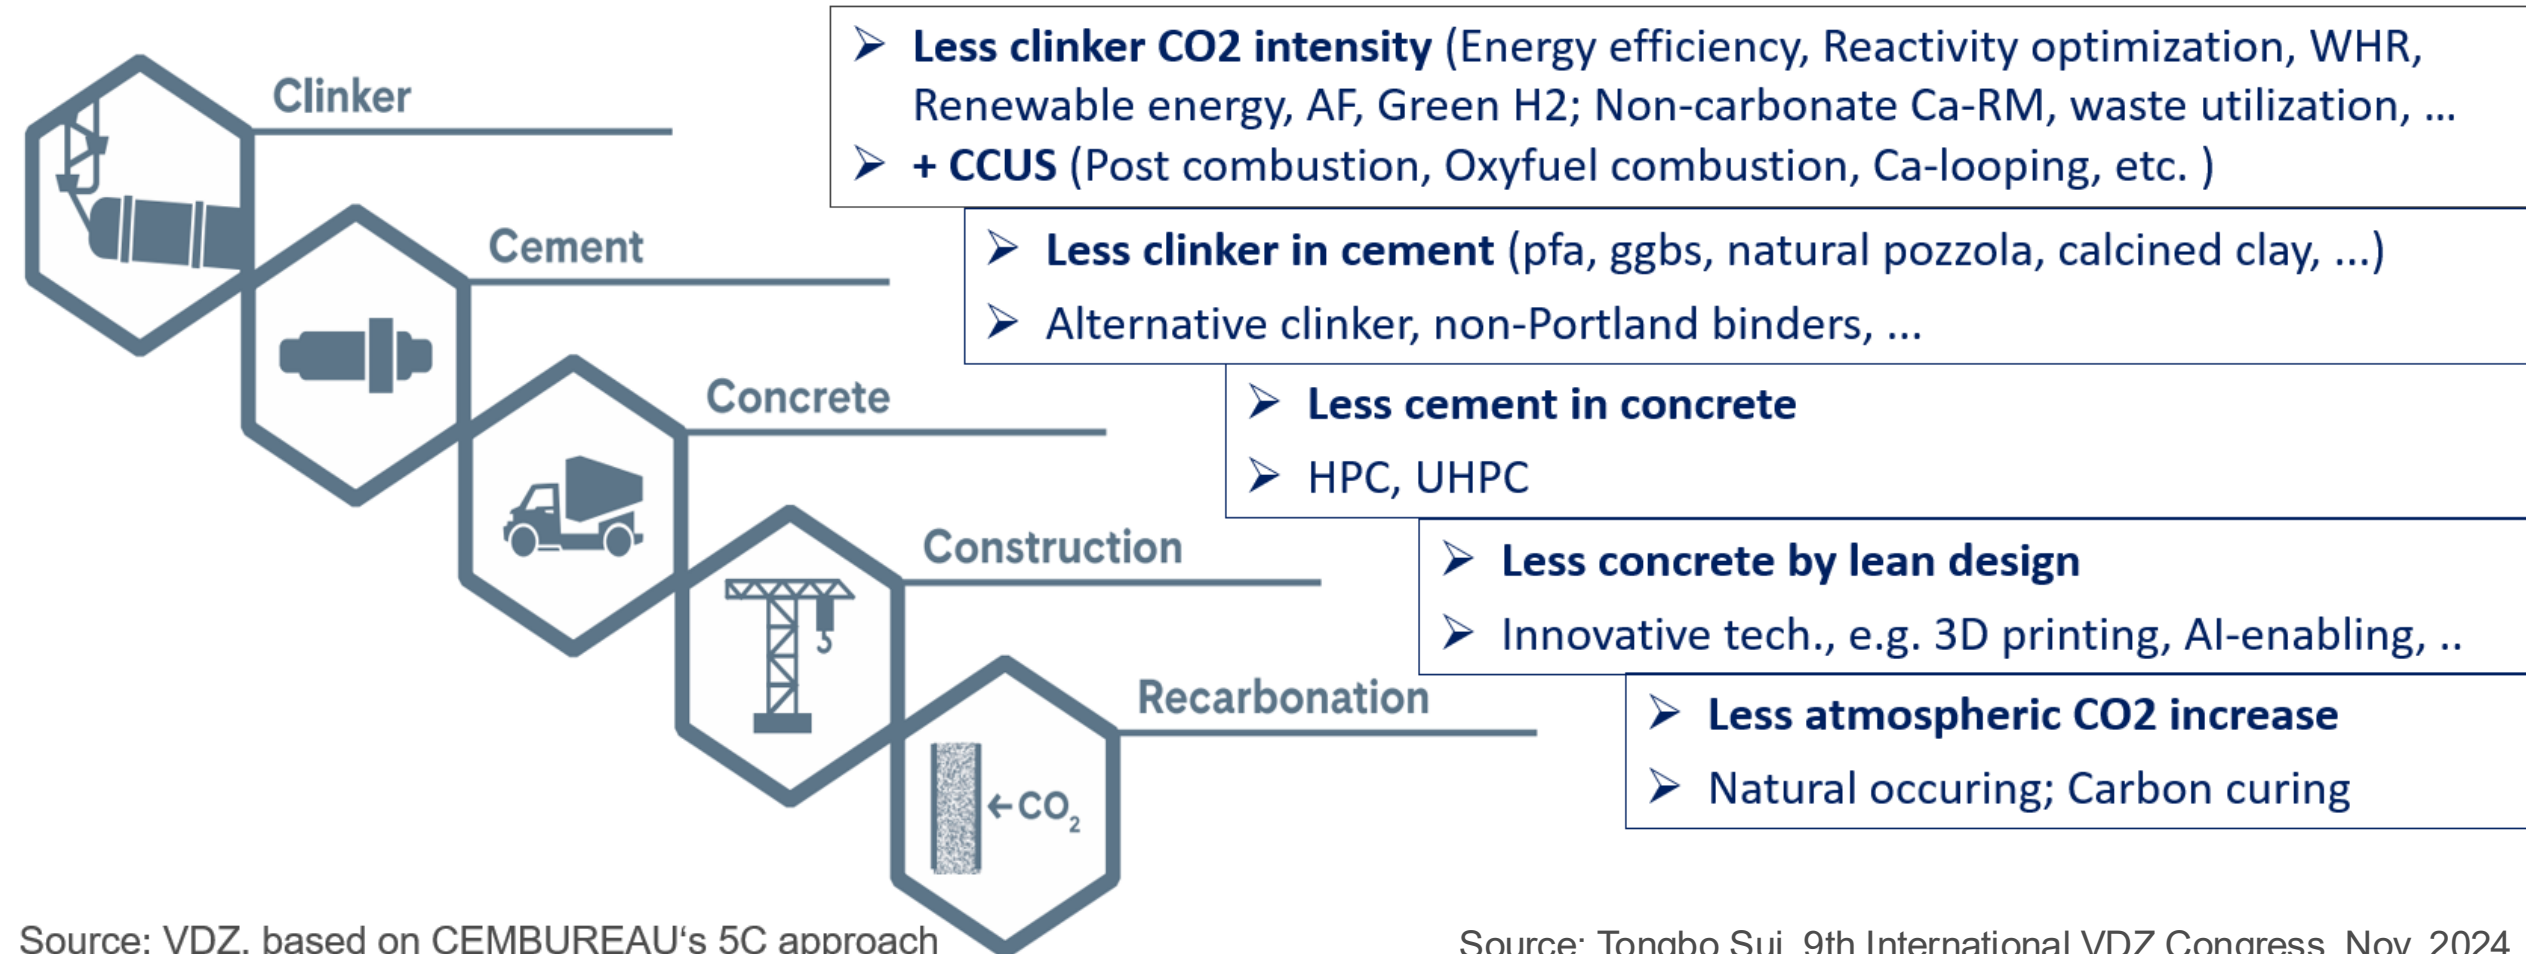 Clinker
➢ Less clinker CO2 intensity (Energy efficiency, Reactivity optimization, WHR,
Renewable energy, AF, Green H2; Non-carbonate Ca-RM, waste utilization, ...
➢ + CCUS (Post combustion, Oxyfuel combustion, Ca-looping, etc. )
Cement
➢ Less clinker in cement (pfa, ggbs, natural pozzola, calcined clay, ...)
➢ Alternative clinker, non-Portland binders, ...
Concrete
➢ Less cement in concrete
➢ HPC, UHPC
Construction
➢ Less concrete by lean design
➢ Innovative tech., e.g. 3D printing, AI-enabling, ..
Recarbonation
➢ Less atmospheric CO2 increase
➢ Natural occuring; Carbon curing
←CO₂
Source: VDZ, based on CEMBUREAU‘s 5C approach
Source: Tongbo Sui, 9th International VDZ Congress, Nov. 2024